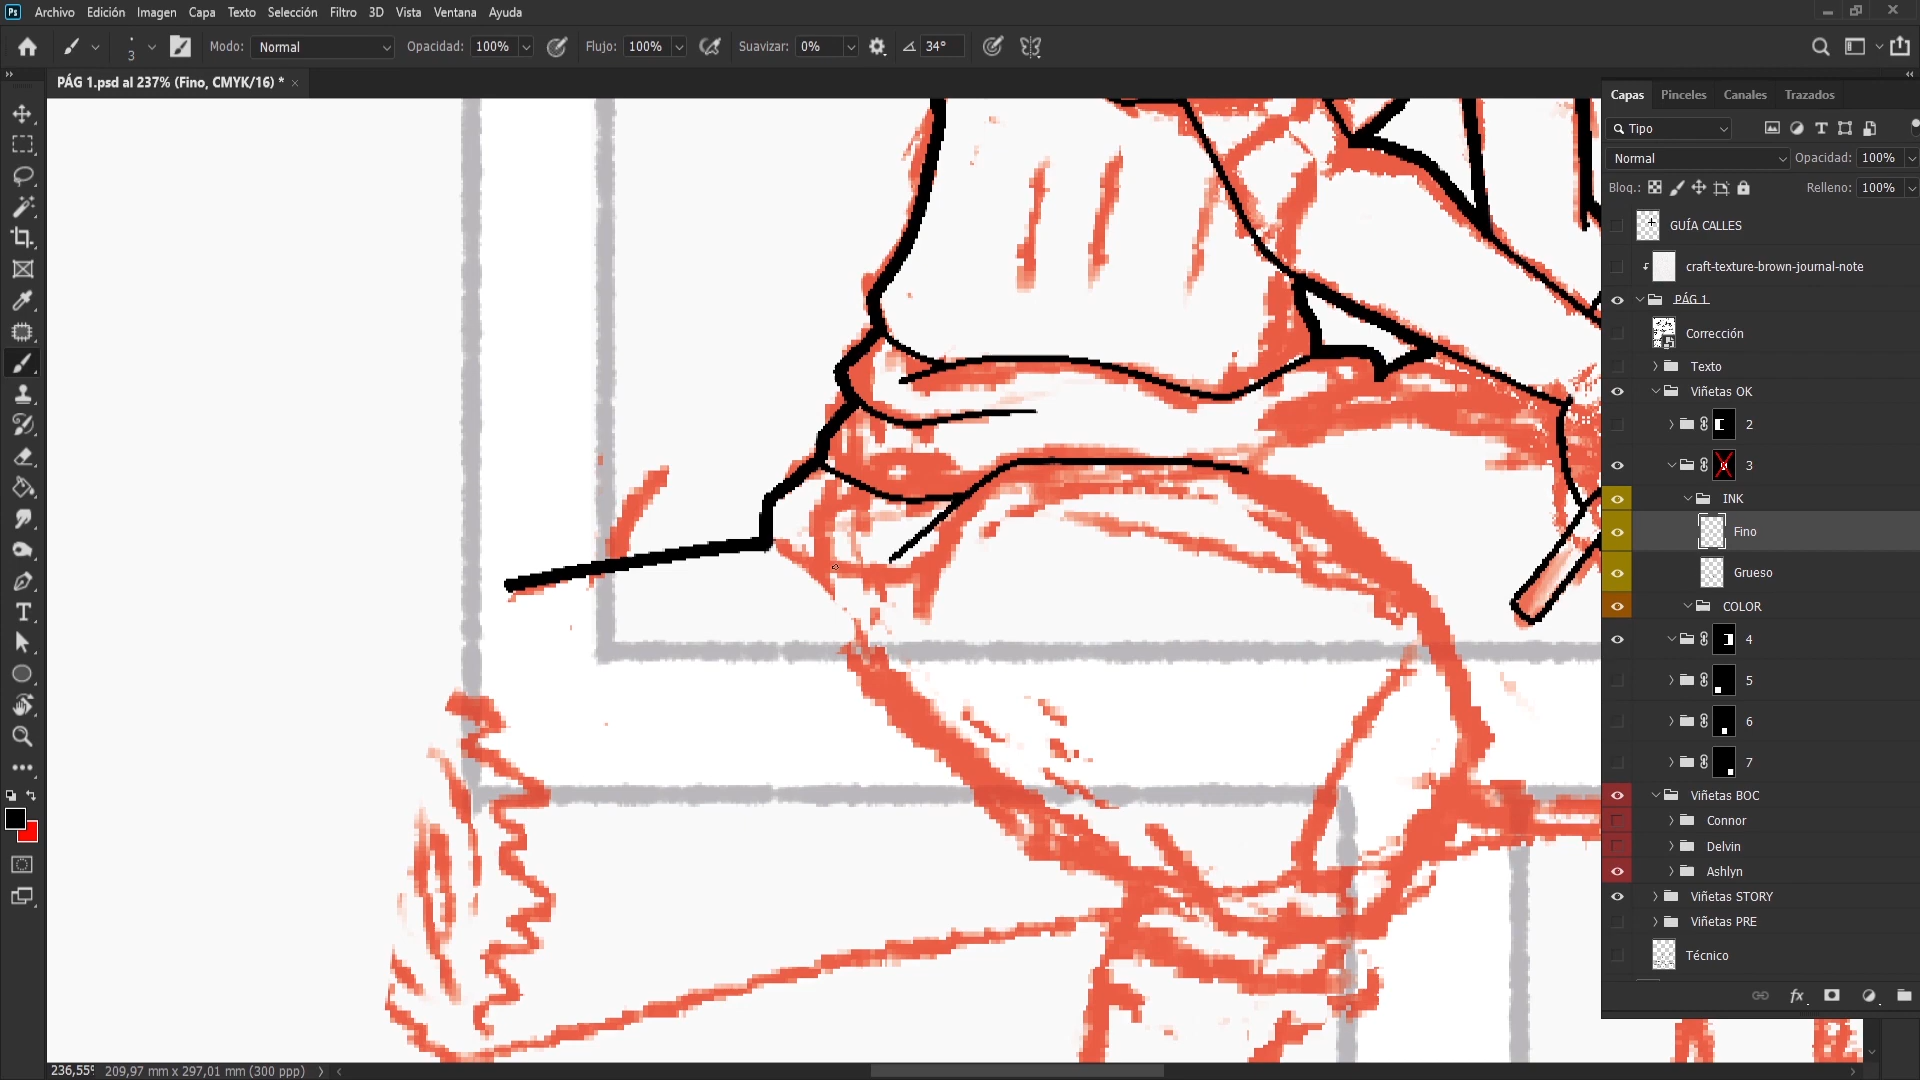 Ps Archivo Edición Imagen Capa Texto Selección Filtro 3D Vista Ventana Ayuda
3 Modo: Normal Opacidad: 100% Flujo: 100% Suavizar: 0% 34°
PÁG 1.psd al 237% (Fino, CMYK/16) *
Capas Pinceles Canales Trazados
Tipo
Normal Opacidad: 100%
Bloq.: Relleno: 100%
GUÍA CALLES
craft-texture-brown-journal-note
PÁG 1
Corrección
Texto
Viñetas OK
2
3
INK
Fino
Grueso
COLOR
4
5
6
7
Viñetas BOC
Connor
Delvin
Ashlyn
Viñetas STORY
Viñetas PRE
Técnico
fx
236,55% 209,97 mm x 297,01 mm (300 ppp)